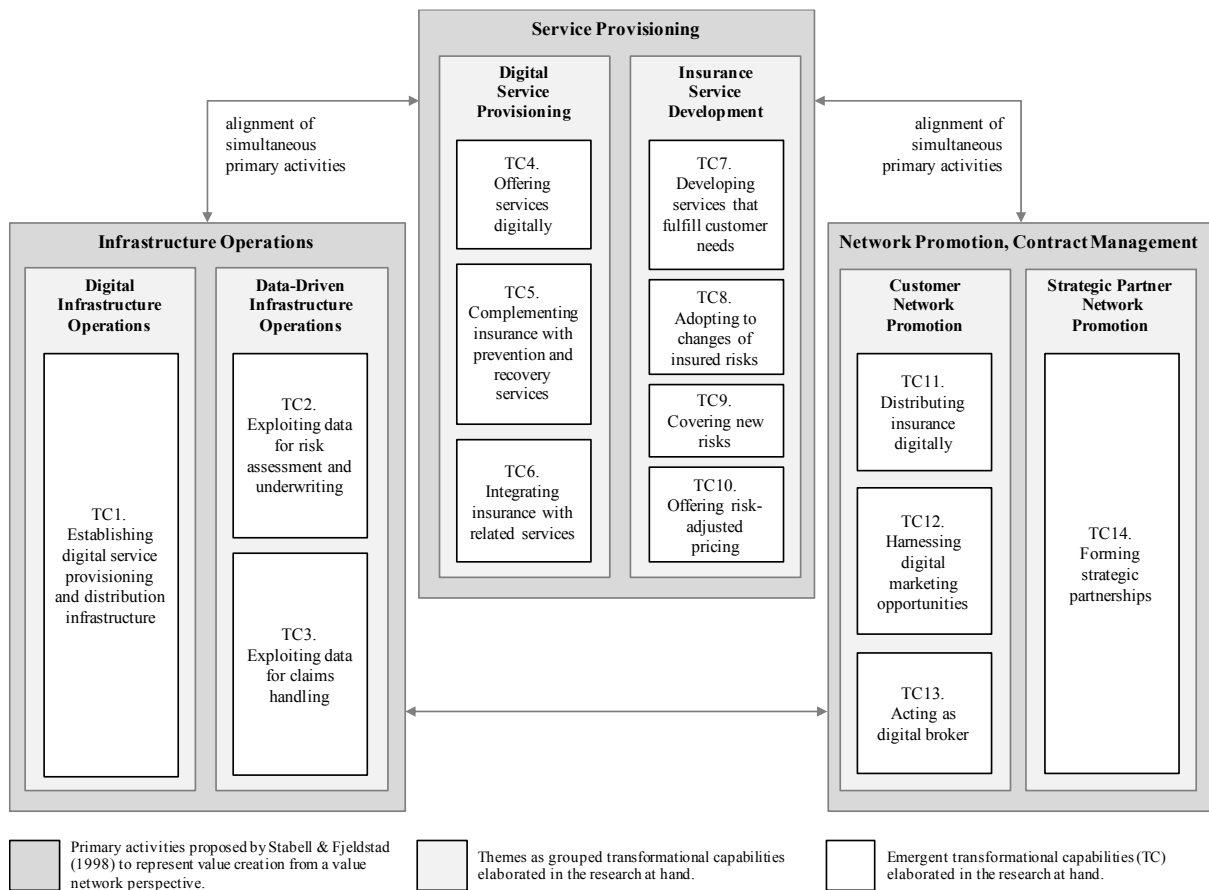 Service Provisioning
Digital
Service
Provisioning
TC4.
Offering
services
digitally
TC5.
Complementing
insurance with
prevention and
recovery
services
TC6.
Integrating
insurance with
related services
Insurance
Service
Development
TC7.
Developing
services that
fulfill customer
needs
TC8.
Adopting to
changes of
insured risks
TC9.
Covering new
risks
TC10.
Offering risk-
adjusted
pricing
alignment of
simultaneous
primary activities
alignment of
simultaneous
primary activities
Infrastructure Operations
Digital
Infrastructure
Operations
TC1.
Establishing
digital service
provisioning
and distribution
infrastructure
Data-Driven
Infrastructure
Operations
TC2.
Exploiting data
for risk
assessment and
underwriting
TC3.
Exploiting data
for claims
handling
Network Promotion, Contract Management
Customer
Network
Promotion
TC11.
Distributing
insurance
digitally
TC12.
Harnessing
digital
marketing
opportunities
TC13.
Acting as
digital broker
Strategic Partner
Network
Promotion
TC14.
Forming
strategic
partnerships
Primary activities proposed by Stabell & Fjeldstad
(1998) to represent value creation from a value
network perspective.
Themes as grouped transformational capabilities
elaborated in the research at hand.
Emergent transformational capabilities (TC)
elaborated in the research at hand.